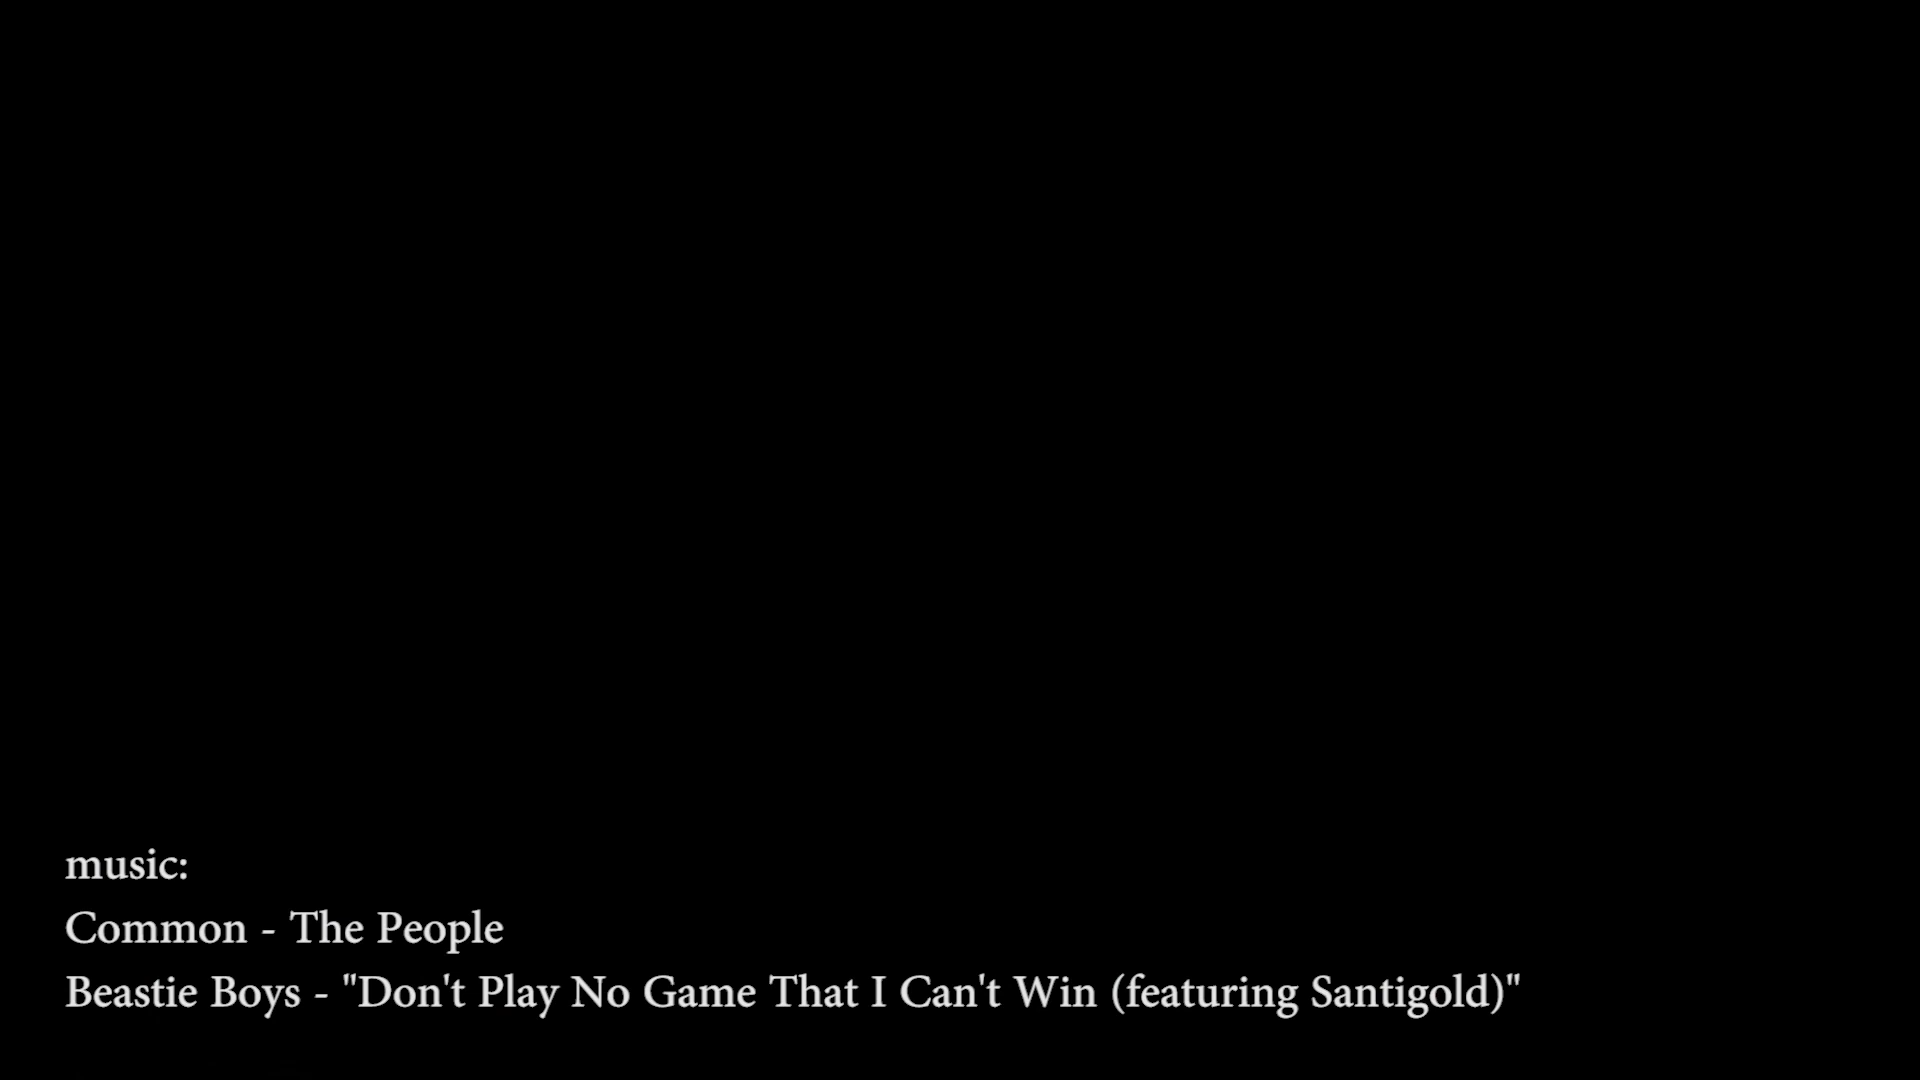 music:
Common - The People
Beastie Boys - "Don't Play No Game That I Can't Win (featuring Santigold)"